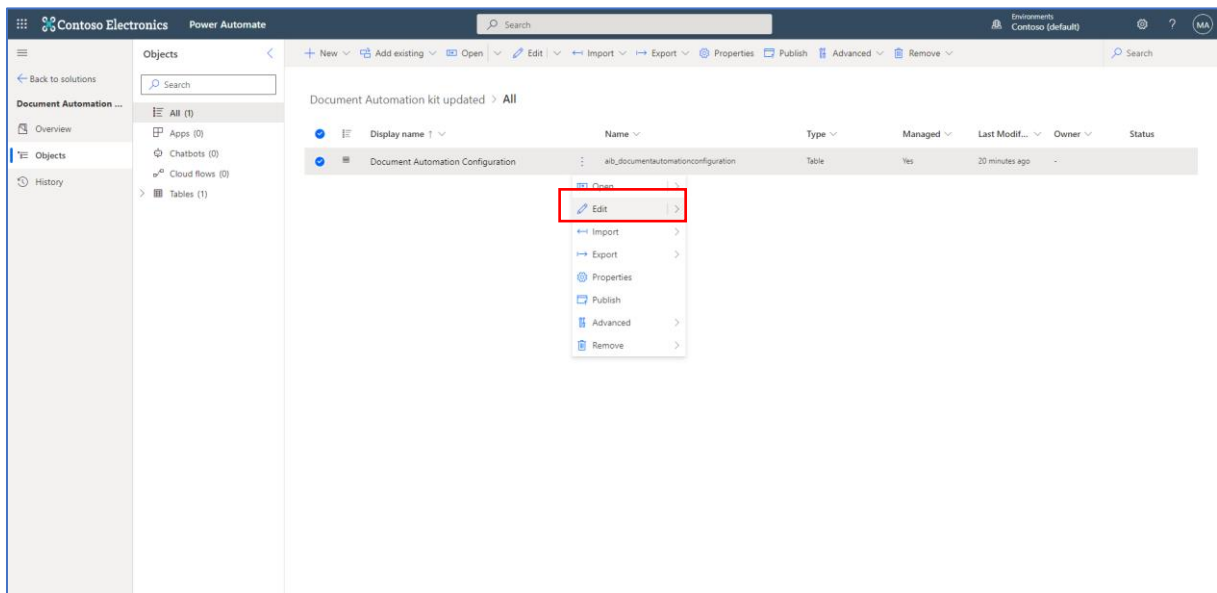 Contoso Electronics Power Automate
Search
Environments
Contoso (default)
?
MA
Back to solutions
Document Automation ...
Overview
Objects
History
Objects
Search
All (1)
Apps (0)
Chatbots (0)
Cloud flows (0)
Tables (1)
New Add existing Open Edit Import Export Properties Publish Advanced Remove Search
Document Automation kit updated > All
Display name ↑ Name Type Managed Last Modif... Owner Status
Document Automation Configuration aib_documentautomationconfiguration Table Yes 20 minutes ago -
Open
Edit
Import
Export
Properties
Publish
Advanced
Remove